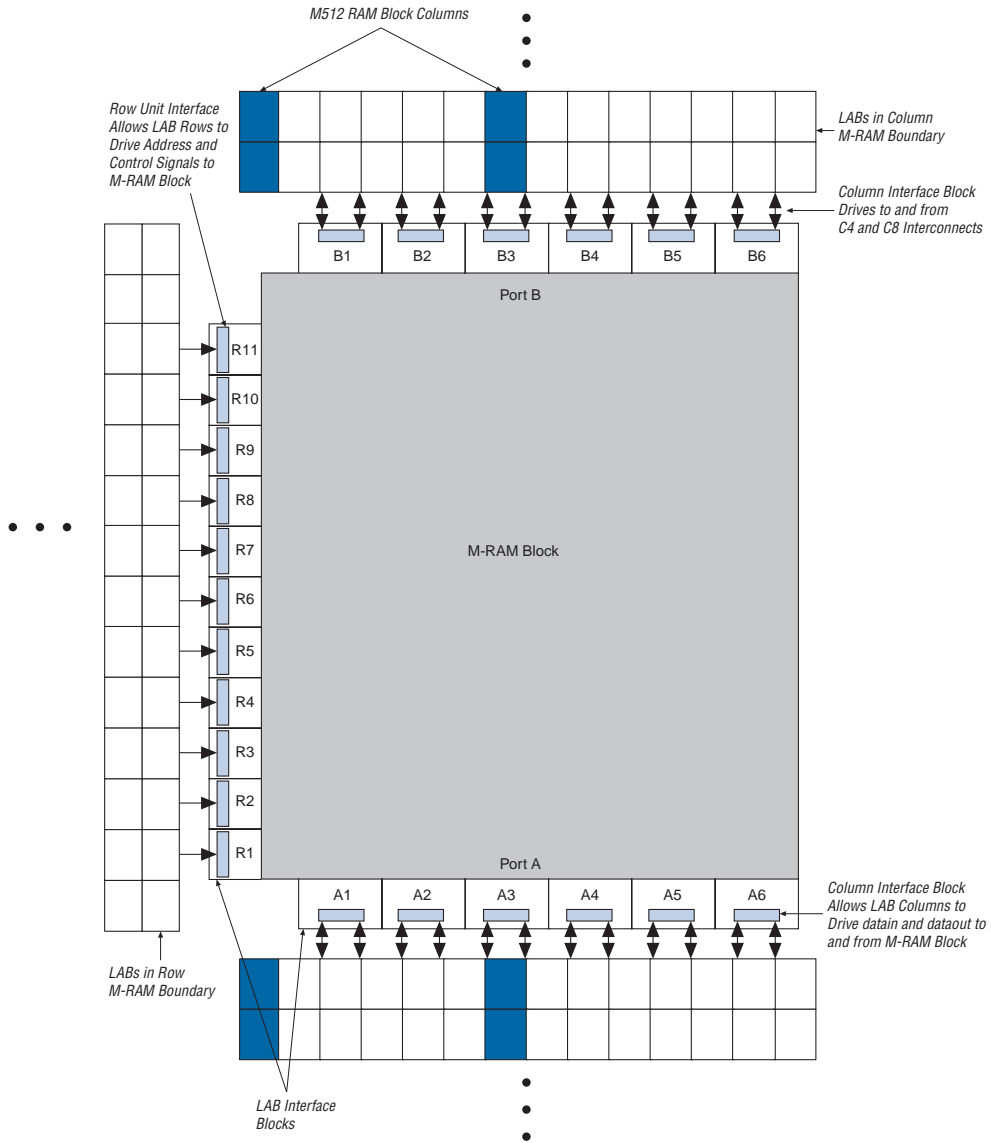 M512 RAM Block Columns
Row Unit Interface
Allows LAB Rows to
Drive Address and
Control Signals to
M-RAM Block
LABs in Column
M-RAM Boundary
Column Interface Block
Drives to and from
C4 and C8 Interconnects
B1
B2
B3
B4
B5
B6
Port B
R11
R10
R9
R8
R7
M-RAM Block
R6
R5
R4
R3
R2
R1
Port A
A1
A2
A3
A4
A5
A6
Column Interface Block
Allows LAB Columns to
Drive datain and dataout to
and from M-RAM Block
LABs in Row
M-RAM Boundary
LAB Interface
Blocks